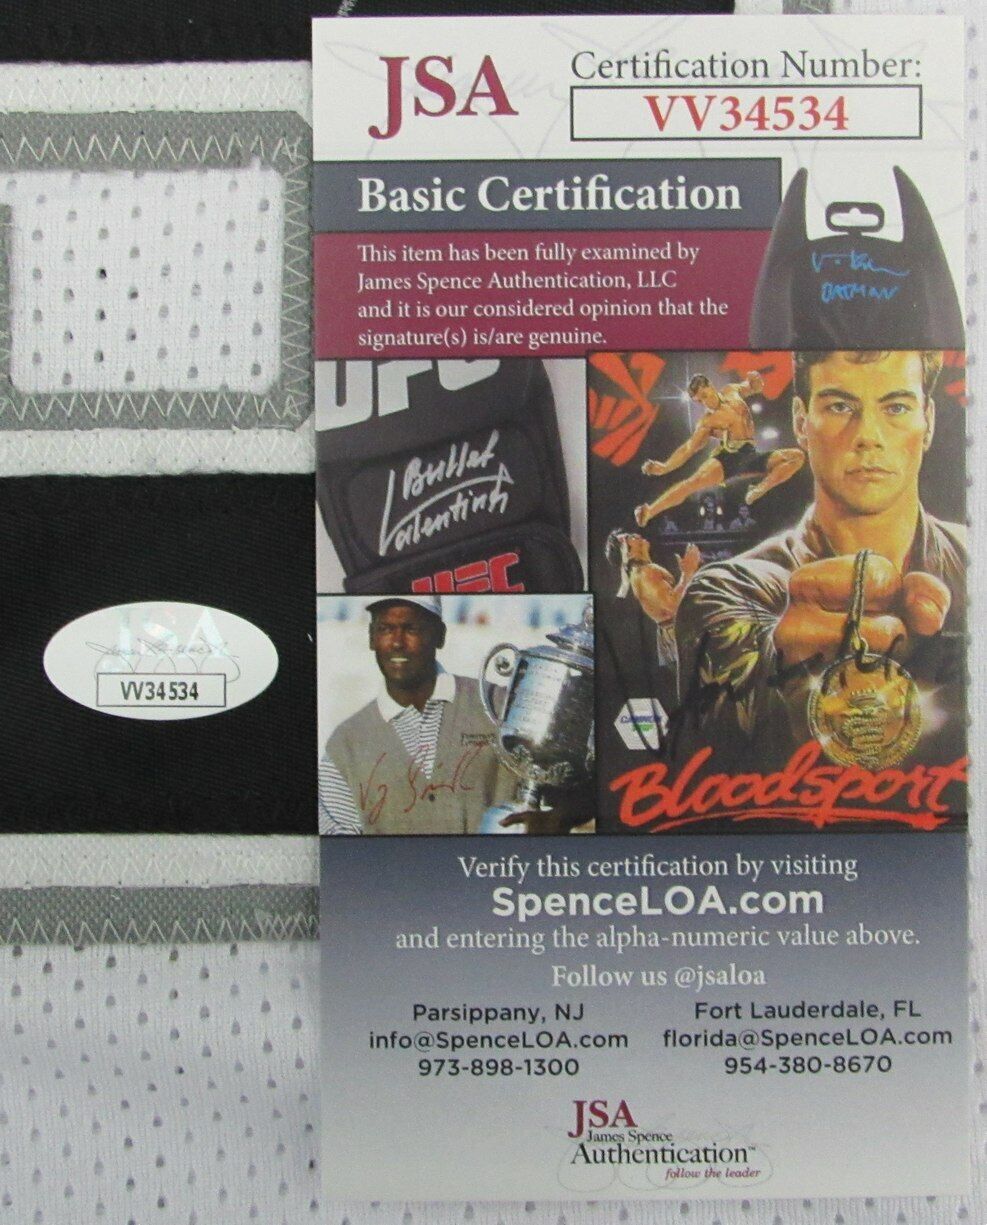 JSA
Certification Number:
VV34534
Basic Certification
This item has been fully examined by
James Spence Authentication, LLC
and it is our considered opinion that the
signature(s) is/are genuine.
BATMAN
UFC
Bullet
Valentina
UFC
JSA
VV34534
CANNON
Bloodsport
Verify this certification by visiting
SpenceLOA.com
and entering the alpha-numeric value above.
Follow us @jsaloa
Parsippany, NJ
info@SpenceLOA.com
973-898-1300
Fort Lauderdale, FL
florida@SpenceLOA.com
954-380-8670
JSA
James Spence
Authentication™
follow the leader